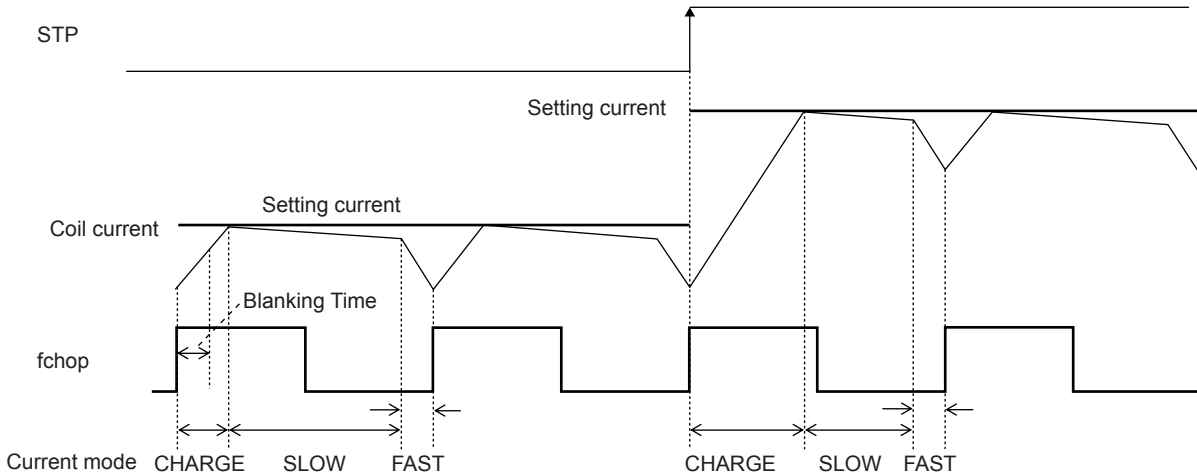 STP
Setting current
Setting current
Coil current
Blanking Time
fchop
Current mode CHARGE SLOW FAST CHARGE SLOW FAST